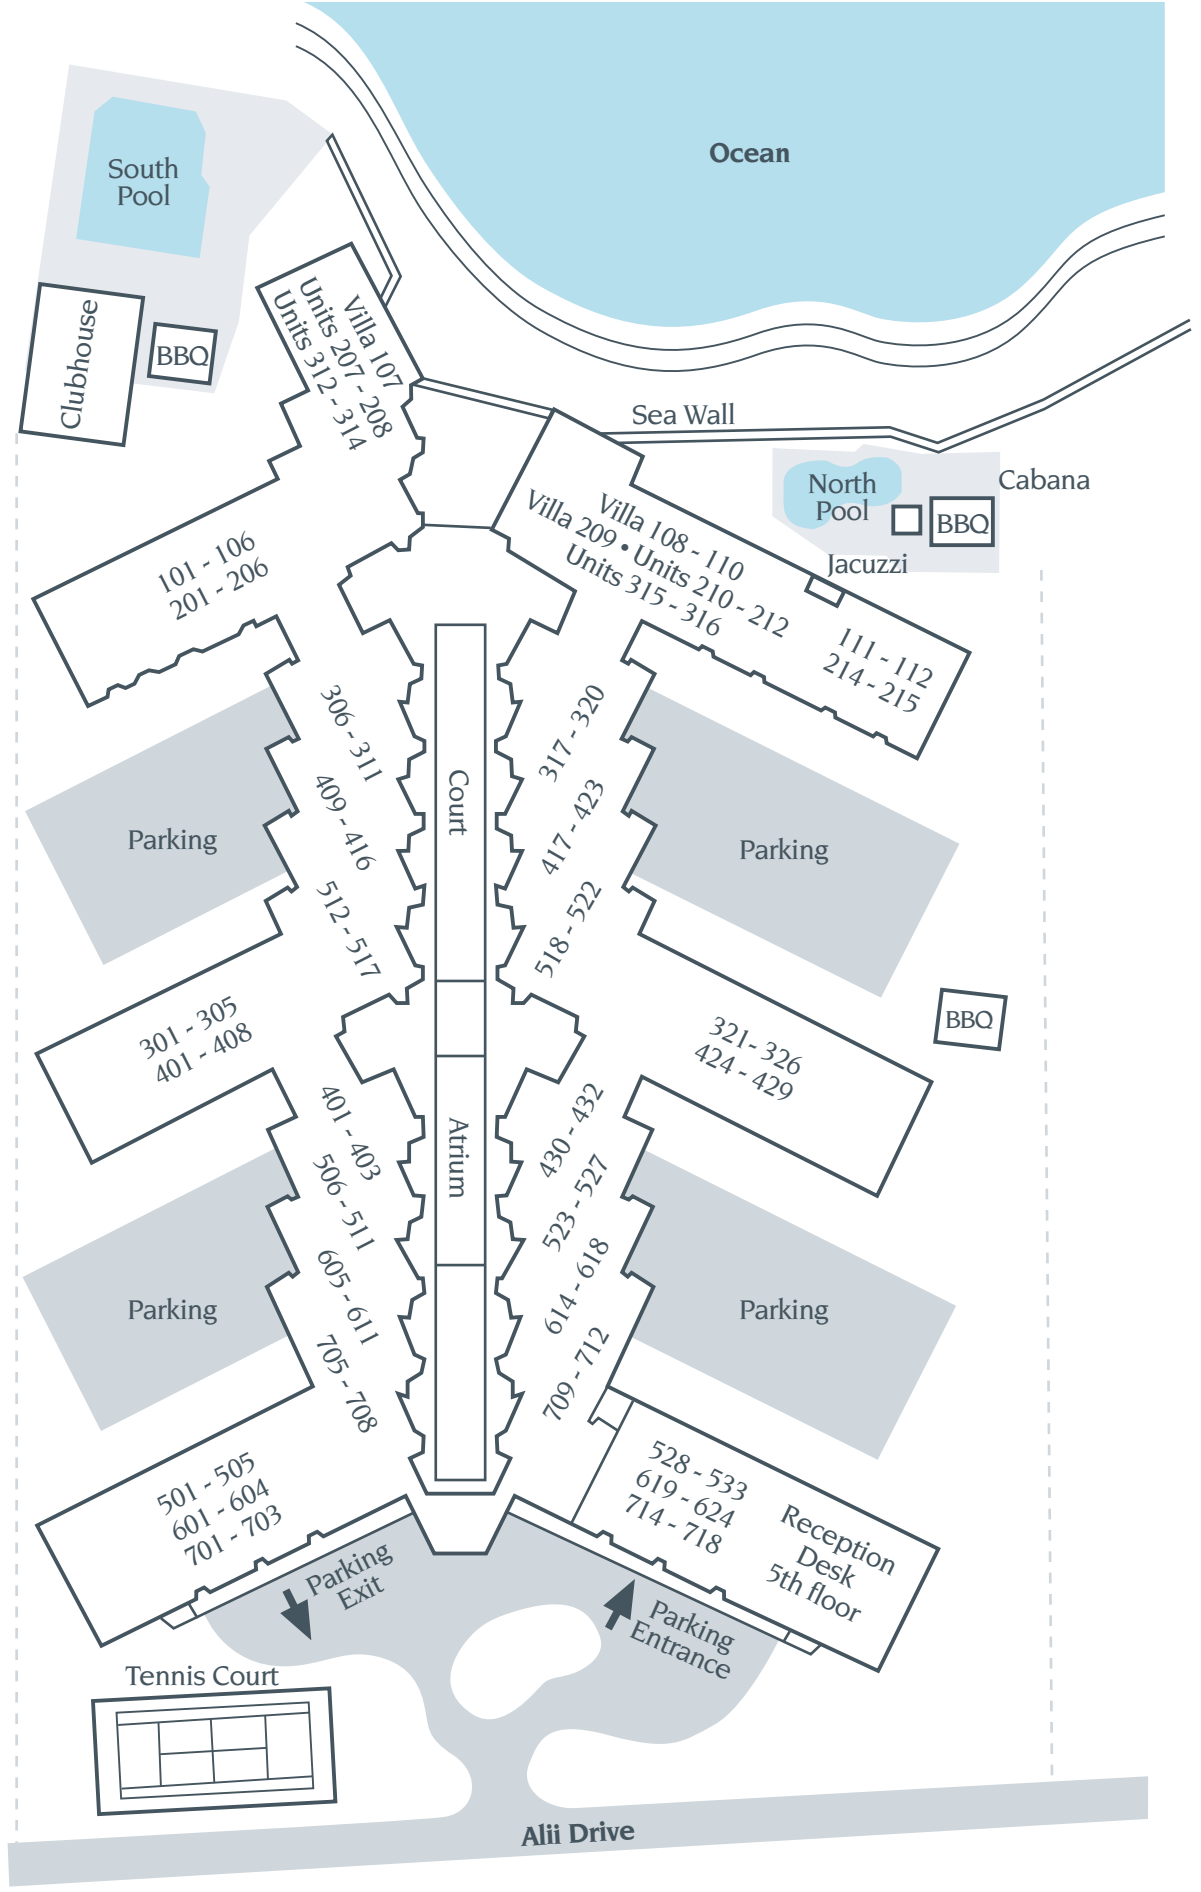 Ocean
South
Pool
Clubhouse
BBQ
Villa 107
Units 207 - 208
Units 312 - 314
Sea Wall
North
Pool
Cabana
BBQ
Jacuzzi
Villa 108 - 110
Villa 209 • Units 210 - 212
Units 315 - 316
111 - 112
214 - 215
101 - 106
201 - 206
306 - 311
409 - 416
512 - 517
Court
317 - 320
417 - 423
518 - 522
Parking
Parking
301 - 305
401 - 408
321- 326
424 - 429
BBQ
401 - 403
506 - 511
605 - 611
705 - 708
Atrium
430 - 432
523 - 527
614 - 618
709 - 712
Parking
Parking
501 - 505
601 - 604
701 - 703
528 - 533
619 - 624
714 - 718
Reception
Desk
5th floor
Parking
Exit
Parking
Entrance
Tennis Court
Alii Drive